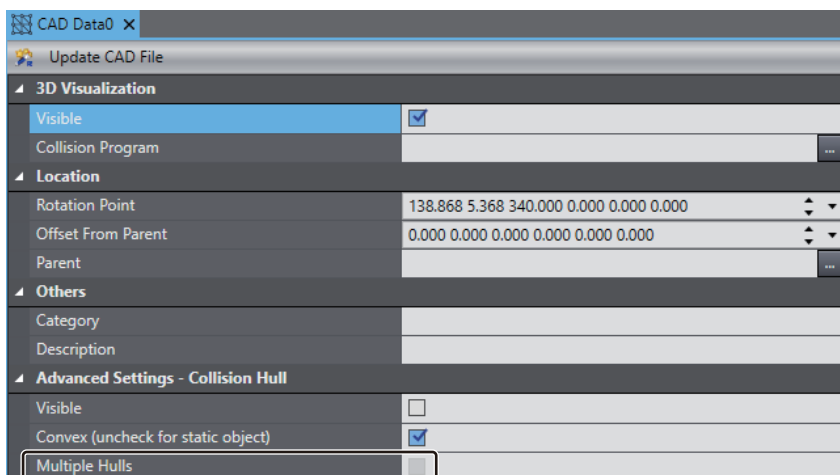 CAD Data0
Update CAD File
3D Visualization
Visible
Collision Program
...
Location
Rotation Point 138.868 5.368 340.000 0.000 0.000 0.000
Offset From Parent 0.000 0.000 0.000 0.000 0.000 0.000
Parent
...
Others
Category
Description
Advanced Settings - Collision Hull
Visible
Convex (uncheck for static object)
Multiple Hulls